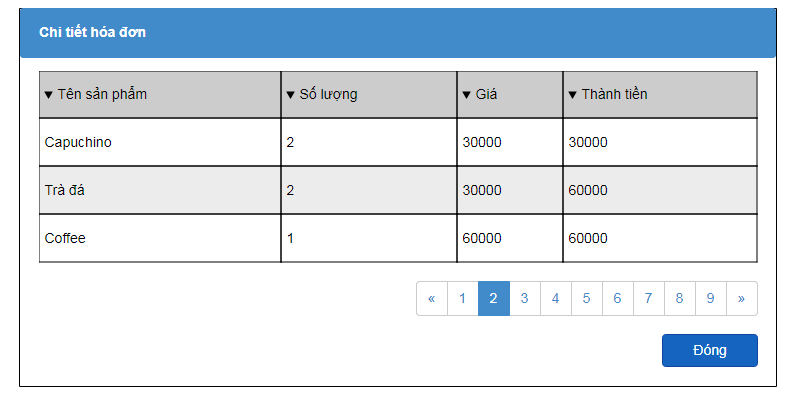 Chi tiết hóa đơn
▼ Tên sản phẩm ▼ Số lượng ▼ Giá ▼ Thành tiền
Capuchino 2 30000 30000
Trà đá 2 30000 60000
Coffee 1 60000 60000
« 1 2 3 4 5 6 7 8 9 »
Đóng